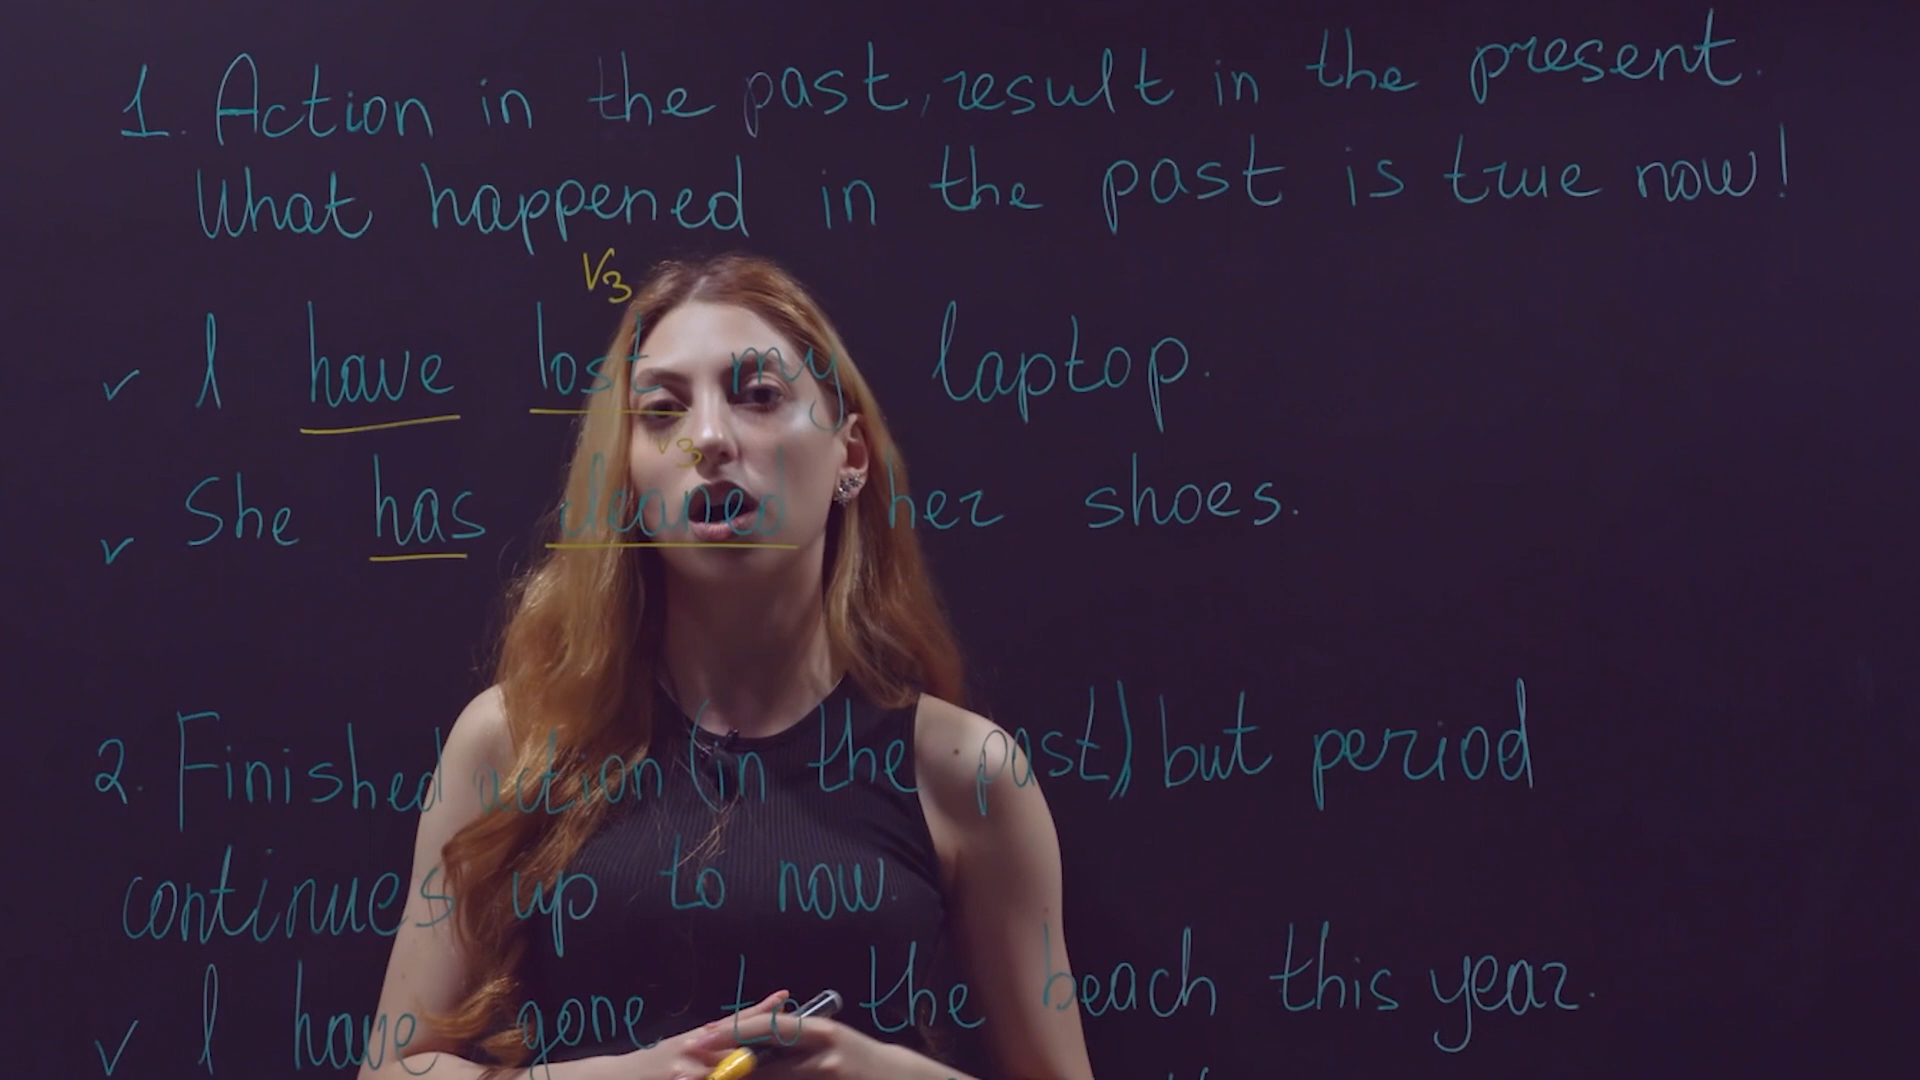 1. Action in the past, result in the present.
What happened in the past is true now!
V3
✓ I have lost my laptop.
V3
✓ She has cleaned her shoes.
2. Finished action (in the past) but period
continues up to now.
✓ I have gone to the beach this year.